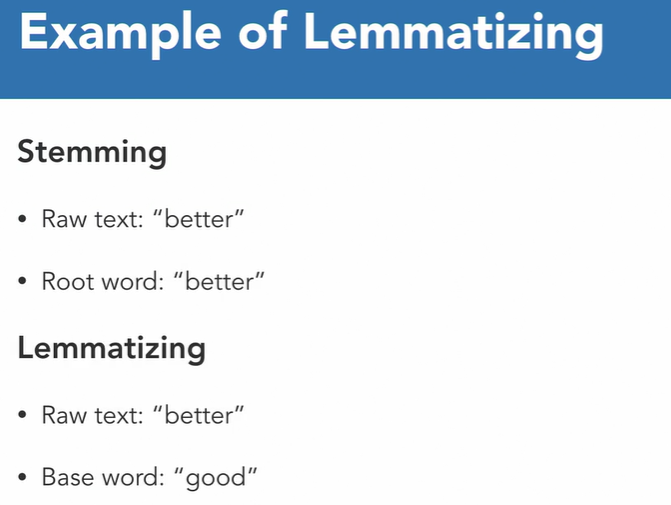 Example of Lemmatizing
Stemming
• Raw text: “better”
• Root word: “better”
Lemmatizing
• Raw text: “better”
• Base word: “good”